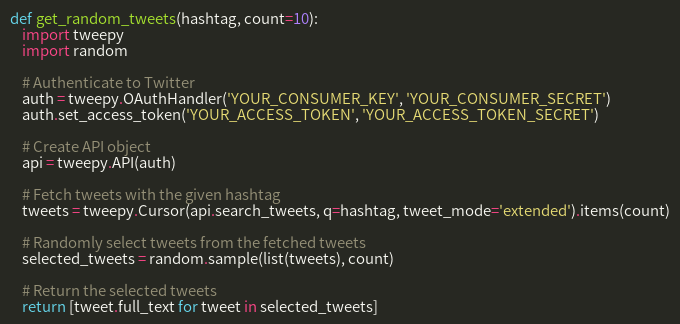 def get_random_tweets(hashtag, count=10):
    import tweepy
    import random

    # Authenticate to Twitter
    auth = tweepy.OAuthHandler('YOUR_CONSUMER_KEY', 'YOUR_CONSUMER_SECRET')
    auth.set_access_token('YOUR_ACCESS_TOKEN', 'YOUR_ACCESS_TOKEN_SECRET')

    # Create API object
    api = tweepy.API(auth)

    # Fetch tweets with the given hashtag
    tweets = tweepy.Cursor(api.search_tweets, q=hashtag, tweet_mode='extended').items(count)

    # Randomly select tweets from the fetched tweets
    selected_tweets = random.sample(list(tweets), count)

    # Return the selected tweets
    return [tweet.full_text for tweet in selected_tweets]